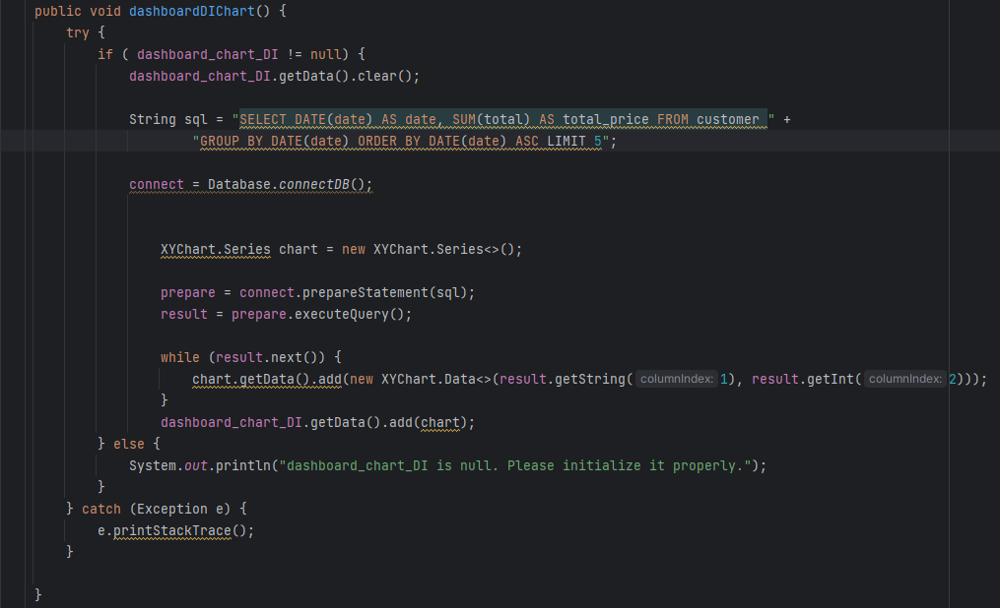 public void dashboardDIChart() {
try {
if ( dashboard_chart_DI != null) {
dashboard_chart_DI.getData().clear();
String sql = "SELECT DATE(date) AS date, SUM(total) AS total_price FROM customer " +
"GROUP BY DATE(date) ORDER BY DATE(date) ASC LIMIT 5";
connect = Database.connectDB();
XYChart.Series chart = new XYChart.Series<>();
prepare = connect.prepareStatement(sql);
result = prepare.executeQuery();
while (result.next()) {
chart.getData().add(new XYChart.Data<>(result.getString( columnIndex: 1), result.getInt( columnIndex: 2)));
}
dashboard_chart_DI.getData().add(chart);
} else {
System.out.println("dashboard_chart_DI is null. Please initialize it properly.");
}
} catch (Exception e) {
e.printStackTrace();
}
}